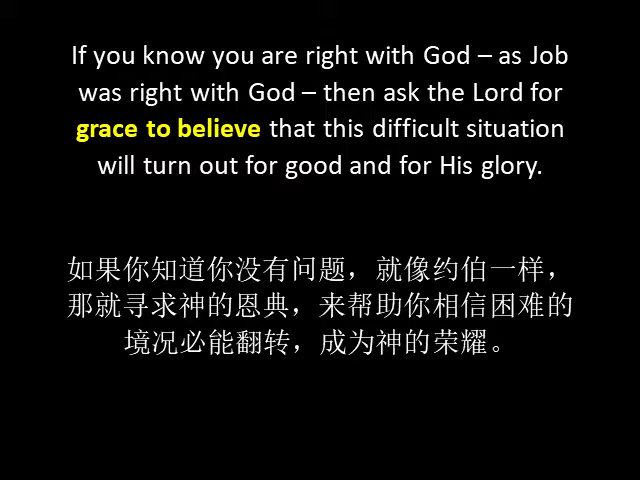 If you know you are right with God – as Job
was right with God – then ask the Lord for
grace to believe that this difficult situation
will turn out for good and for His glory.
如果你知道你没有问题，就像约伯一样，
那就寻求神的恩典，来帮助你相信困难的
境况必能翻转，成为神的荣耀。